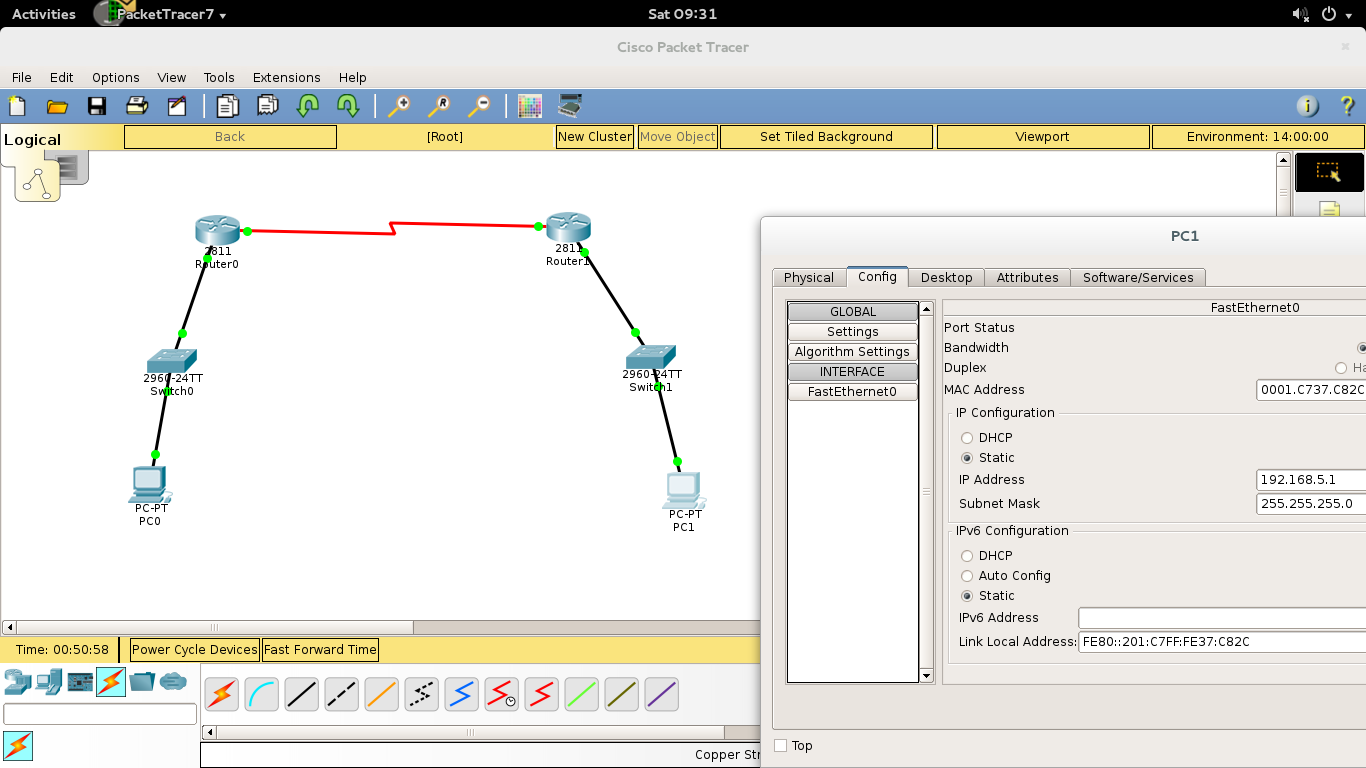 Activities PacketTracer7 Sat 09:31
Cisco Packet Tracer
File Edit Options View Tools Extensions Help
R i ?
Logical Back [Root] New Cluster Move Object Set Tiled Background Viewport Environment: 14:00:00
2811
Router0
2811
Router1
2960-24TT
Switch0
2960-24TT
Switch1
PC-PT
PC0
PC-PT
PC1
PC1
Physical Config Desktop Attributes Software/Services
GLOBAL
Settings
Algorithm Settings
INTERFACE
FastEthernet0
FastEthernet0
Port Status
Bandwidth
Duplex Ha
MAC Address 0001.C737.C82C
IP Configuration
DHCP
Static
IP Address 192.168.5.1
Subnet Mask 255.255.255.0
IPv6 Configuration
DHCP
Auto Config
Static
IPv6 Address
Link Local Address: FE80::201:C7FF:FE37:C82C
Top
Time: 00:50:58 Power Cycle Devices Fast Forward Time
Copper Str